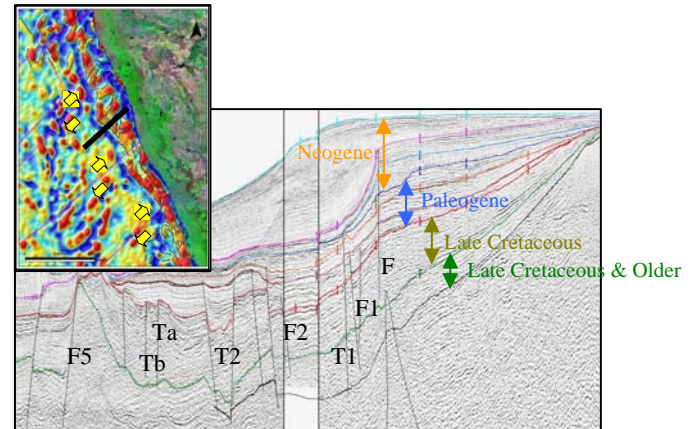 Neogene
Paleogene
Late Cretaceous
F
Late Cretaceous & Older
F1
Ta
F2
F5
Tb
T2
T1